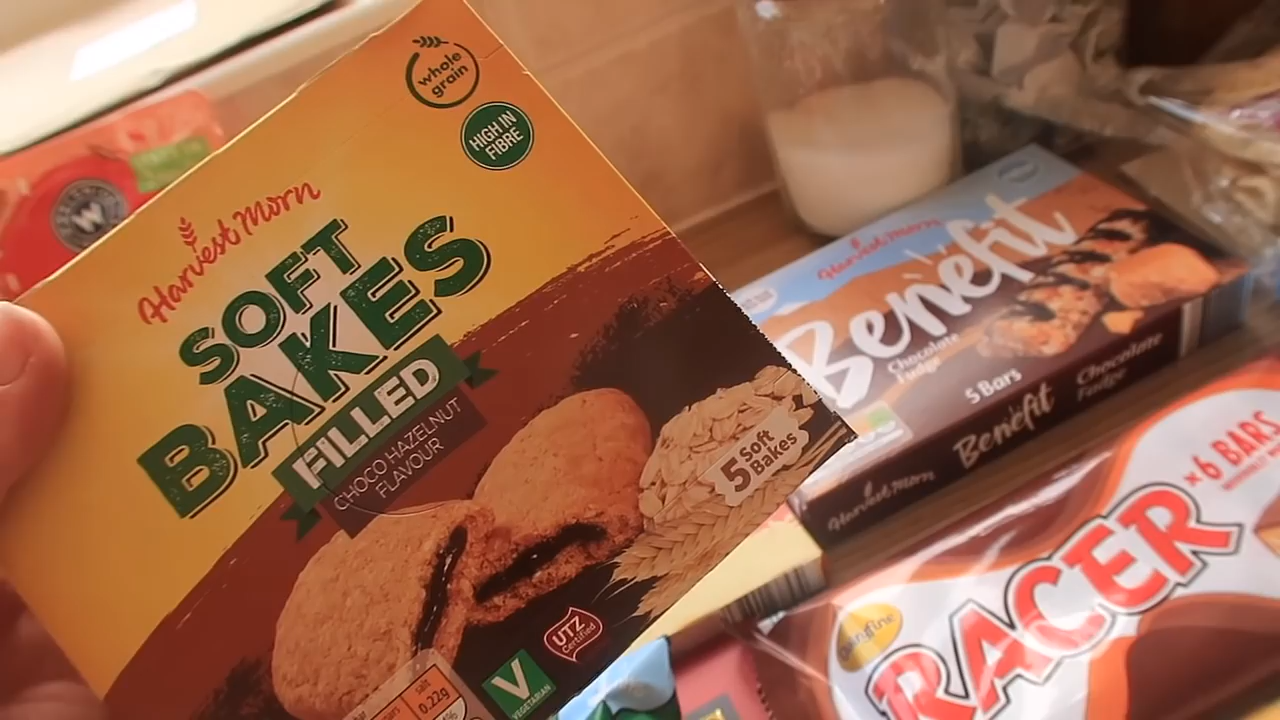 whole
grain
HIGH IN
FIBRE
Harvest Morn
SOFT
BAKES
FILLED
CHOCO HAZELNUT
FLAVOUR
5 Soft
Bakes
UTZ
Certified
V
VEGETARIAN
salt
0.22g
W
Harvest Morn
Benefit
Chocolate
Fudge
5 Bars
Harvest Morn
Benefit
Chocolate
Fudge
Dairyfine
RACER
×6 BARS